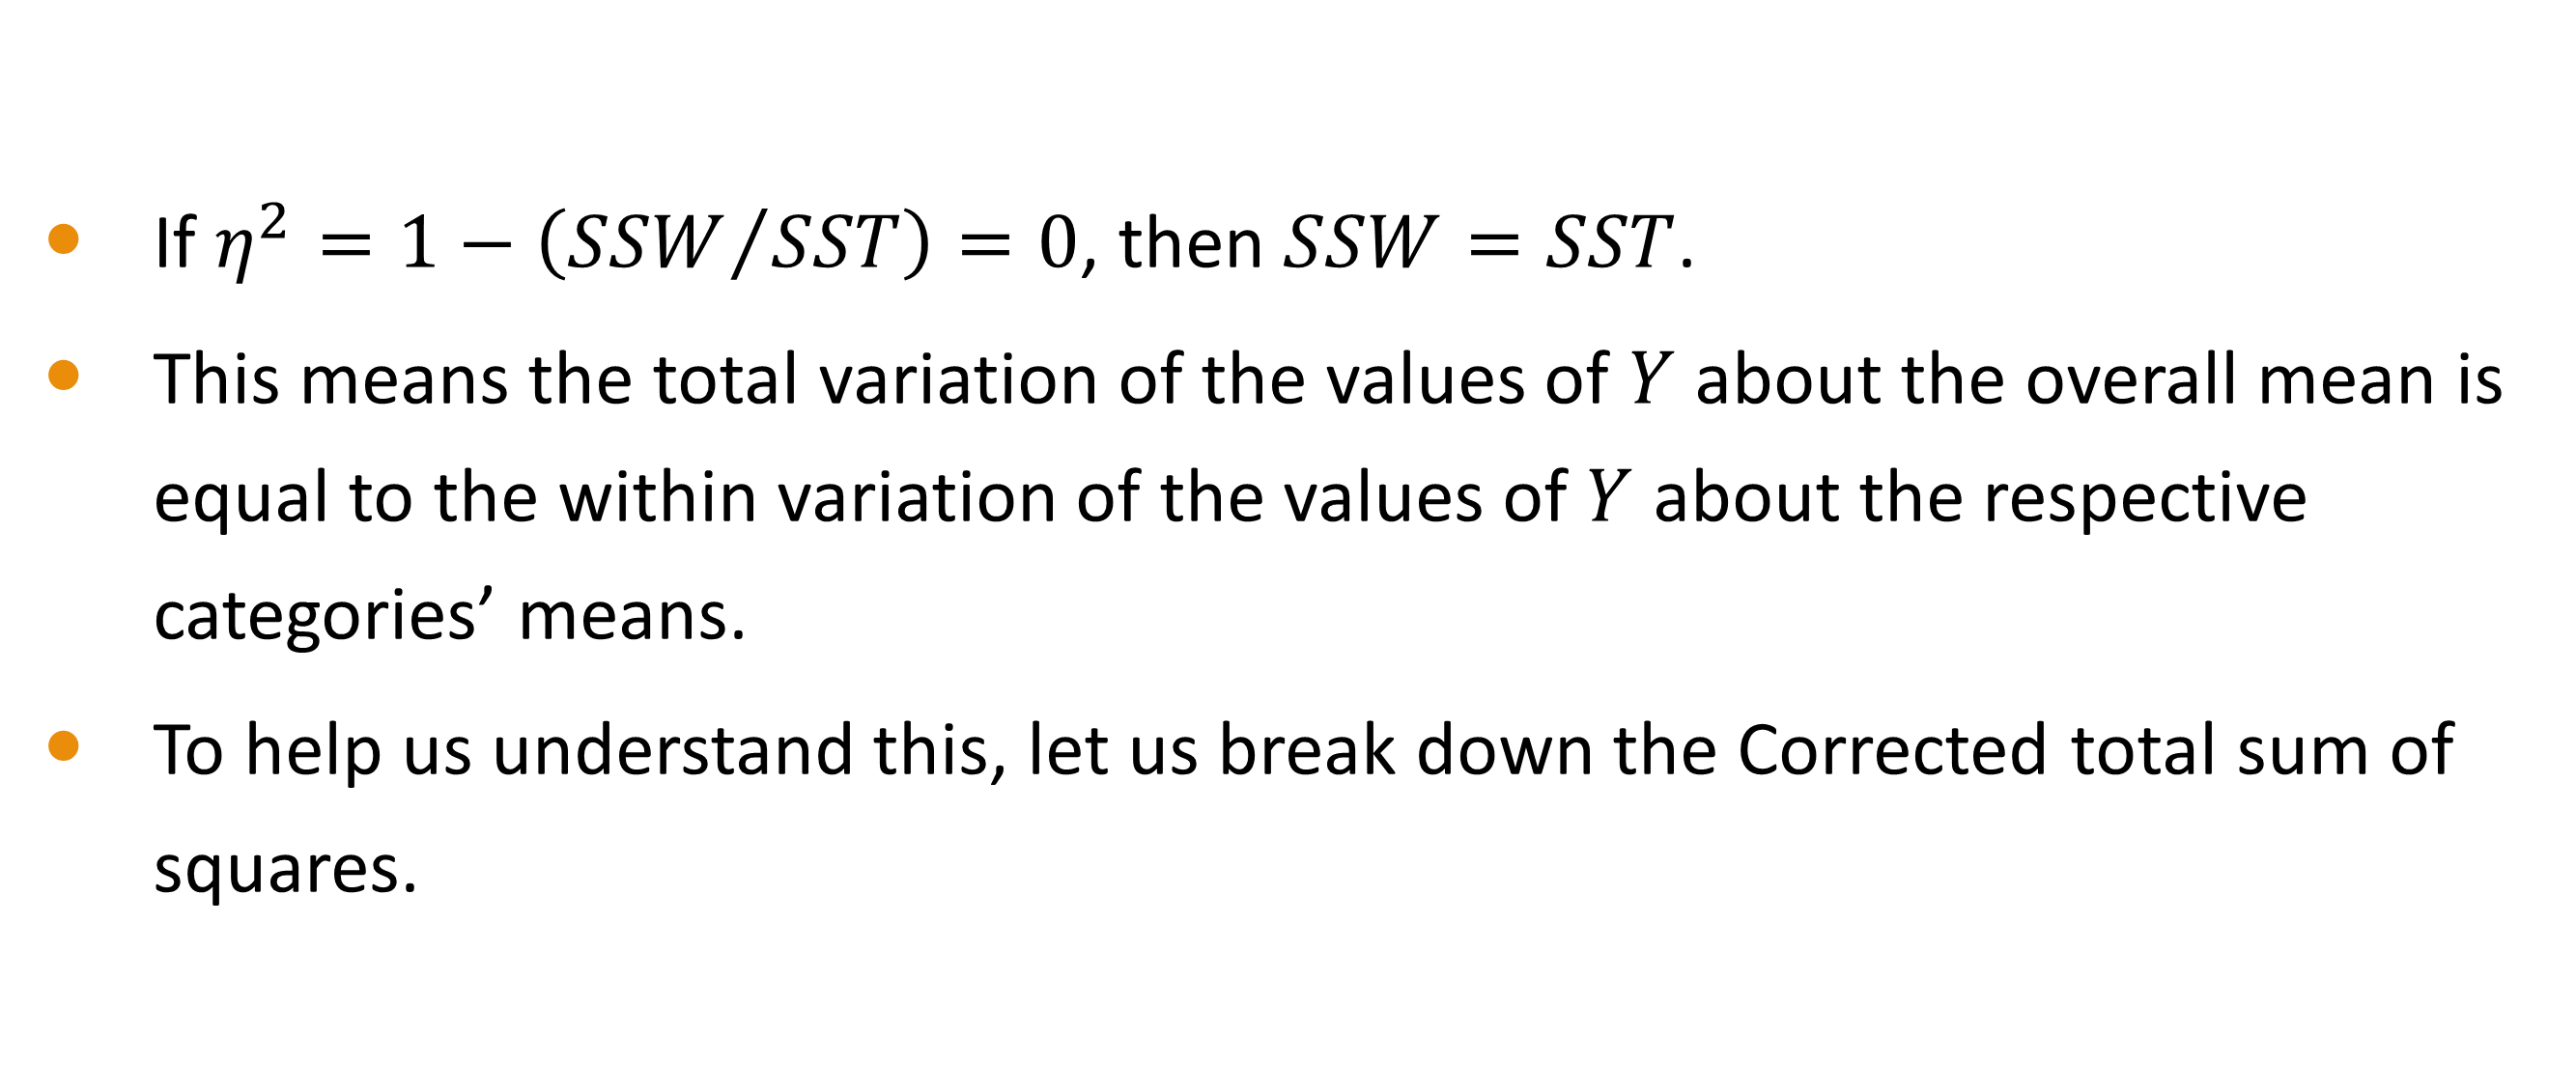 • If 𝜂² = 1 − (𝑆𝑆𝑊/𝑆𝑆𝑇) = 0, then 𝑆𝑆𝑊 = 𝑆𝑆𝑇.
• This means the total variation of the values of 𝑌 about the overall mean is
equal to the within variation of the values of 𝑌 about the respective
categories’ means.
• To help us understand this, let us break down the Corrected total sum of
squares.